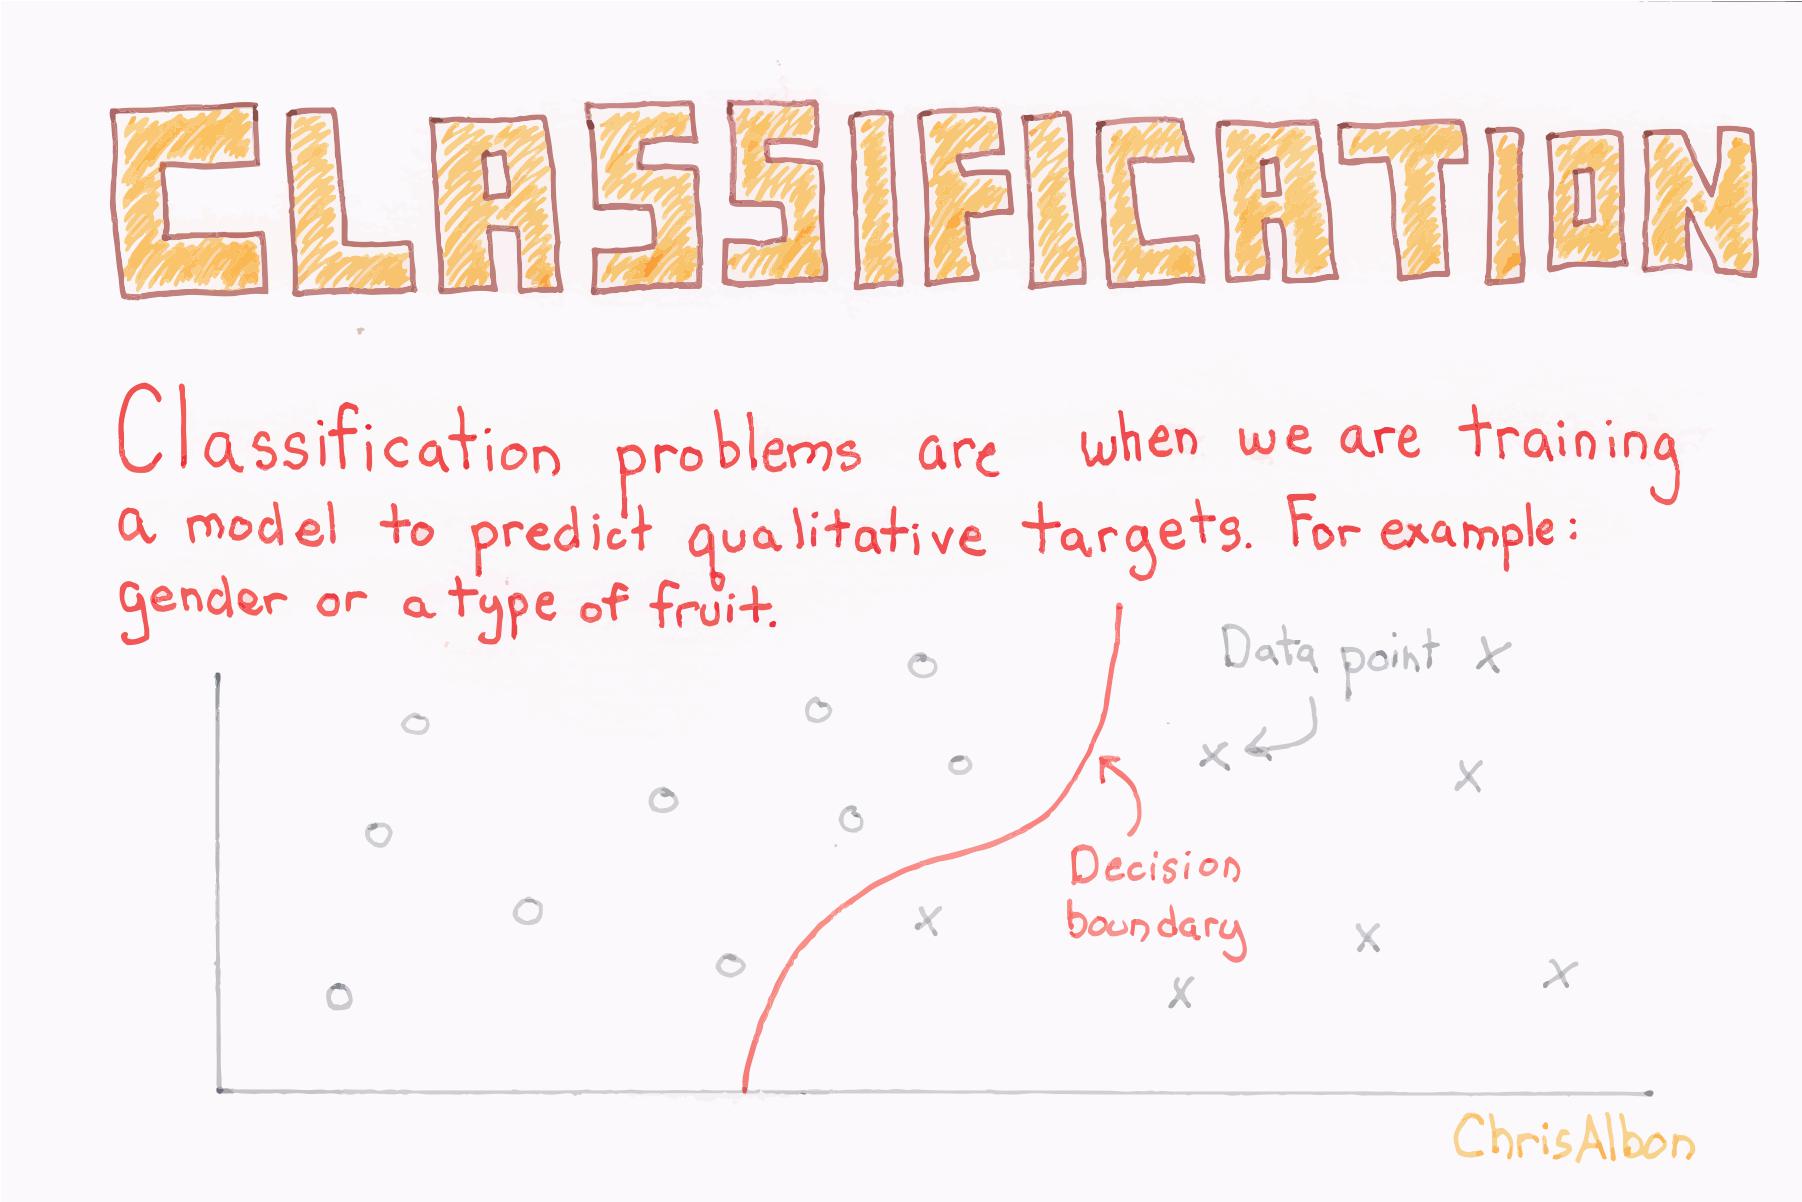 CLASSIFICATION
Classification problems are when we are training
a model to predict qualitative targets. For example:
gender or a type of fruit.
Data point
Decision
boundary
ChrisAlbon